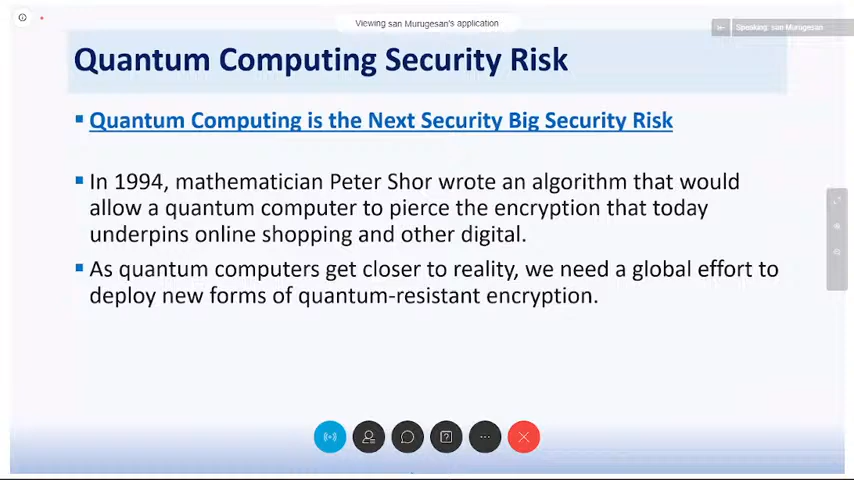 Viewing san Murugesan's application
Speaking: san Murugesan
Quantum Computing Security Risk
Quantum Computing is the Next Security Big Security Risk
In 1994, mathematician Peter Shor wrote an algorithm that would
allow a quantum computer to pierce the encryption that today
underpins online shopping and other digital.
As quantum computers get closer to reality, we need a global effort to
deploy new forms of quantum-resistant encryption.